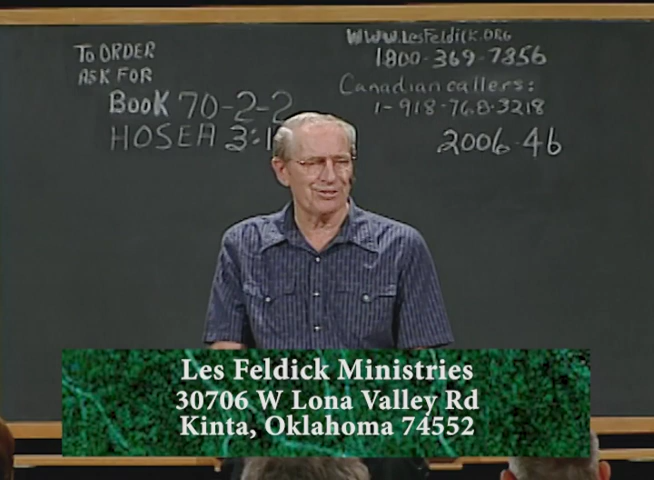 To ORDER
ASK FOR
Book 70-2-2
HOSEA 3:1
WWW.LesFeldick.ORG
1800-369-7856
Canadian callers:
1-918-768-3218
2006-46
Les Feldick Ministries
30706 W Lona Valley Rd
Kinta, Oklahoma 74552